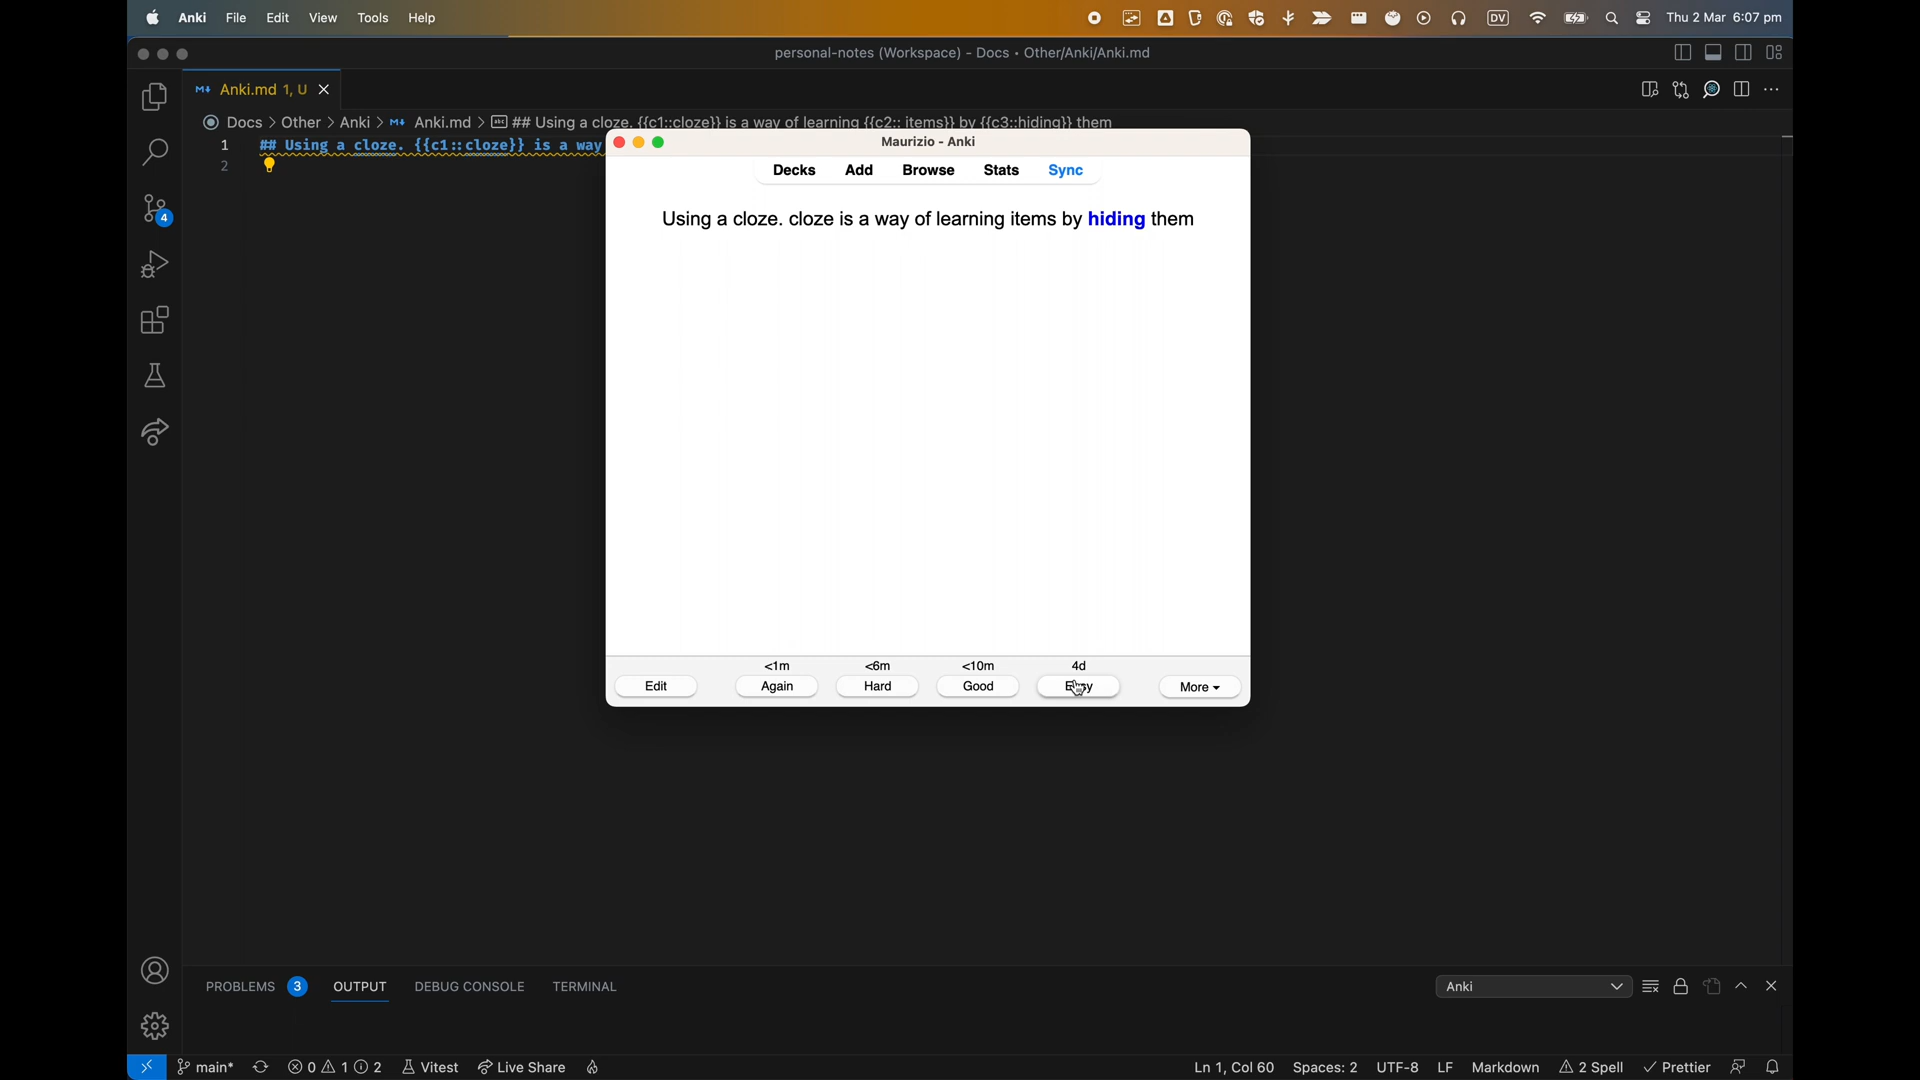 Anki File Edit View Tools Help DV Thu 2 Mar 6:07 pm
personal-notes (Workspace) - Docs • Other/Anki/Anki.md
Anki.md 1, U
Docs > Other > Anki > Anki.md > ## Using a cloze. {{c1::cloze}} is a way of learning {{c2:: items}} by {{c3::hiding}} them
1 ## Using a cloze. {{c1::cloze}} is a way
2
4
Maurizio - Anki
Decks Add Browse Stats Sync
Using a cloze. cloze is a way of learning items by hiding them
<1m <6m <10m 4d
Edit Again Hard Good Easy More
PROBLEMS 3 OUTPUT DEBUG CONSOLE TERMINAL Anki
main* 0 1 2 Vitest Live Share Ln 1, Col 60 Spaces: 2 UTF-8 LF Markdown 2 Spell Prettier